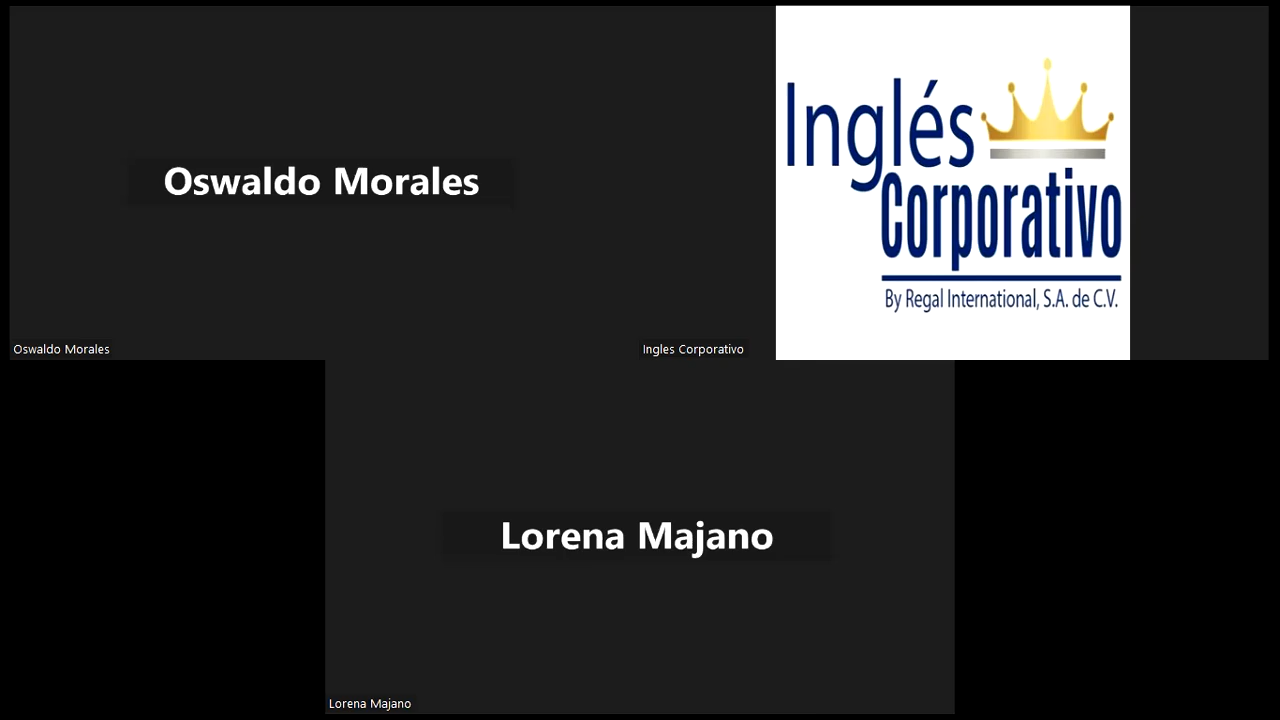 Oswaldo Morales
Oswaldo Morales
Inglés
Corporativo
By Regal International, S.A. de C.V.
Ingles Corporativo
Lorena Majano
Lorena Majano